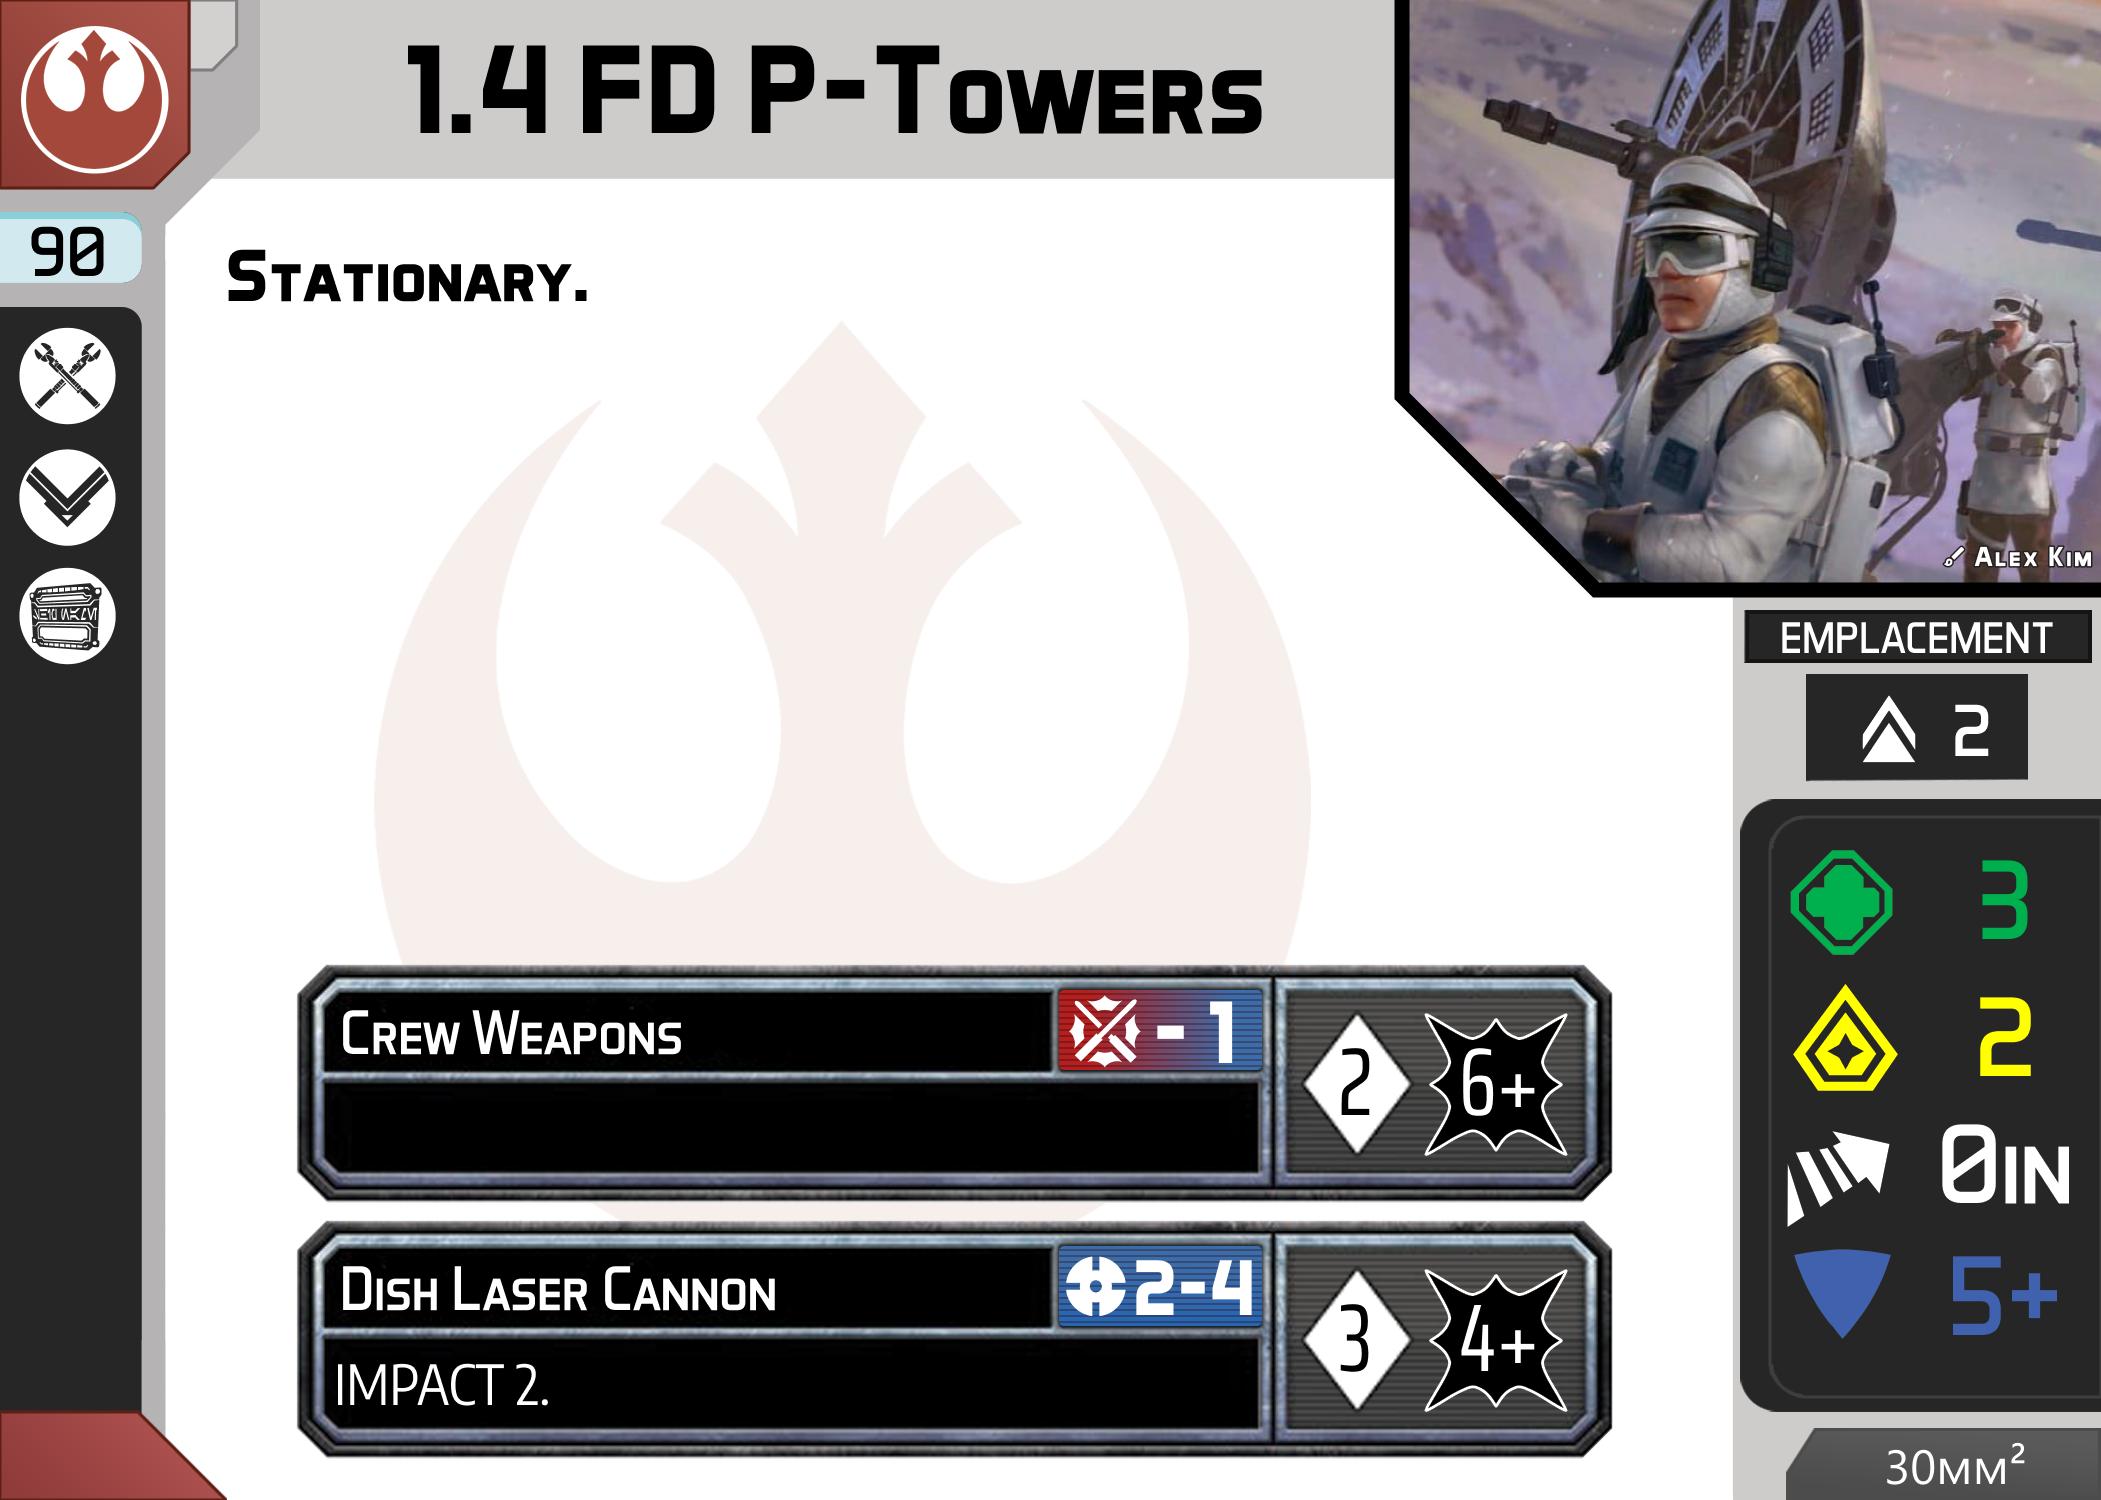 1.4 FD P-Towers
90
Stationary.
Alex Kim
EMPLACEMENT
2
3
2
0IN
5+
Crew Weapons
- 1
2
6+
Dish Laser Cannon
2-4
IMPACT 2.
3
4+
30MM²